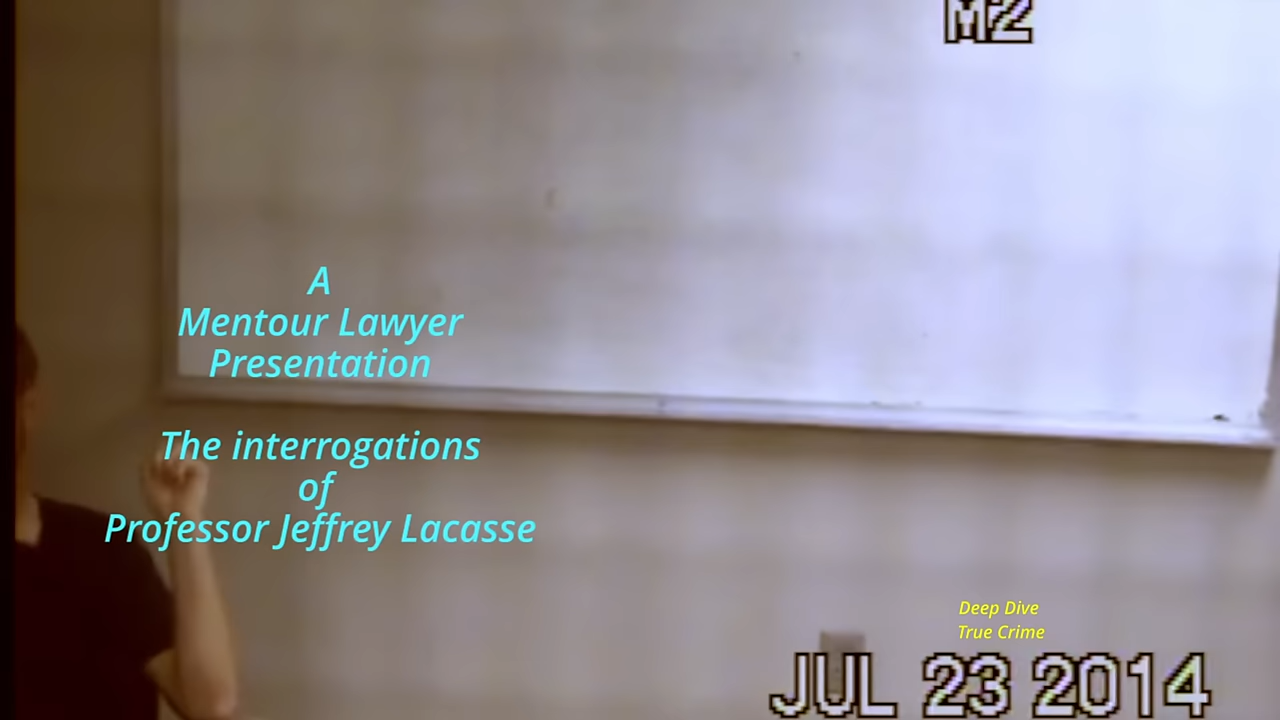 M2
A
Mentour Lawyer
Presentation
The interrogations
of
Professor Jeffrey Lacasse
Deep Dive
True Crime
JUL 23 2014